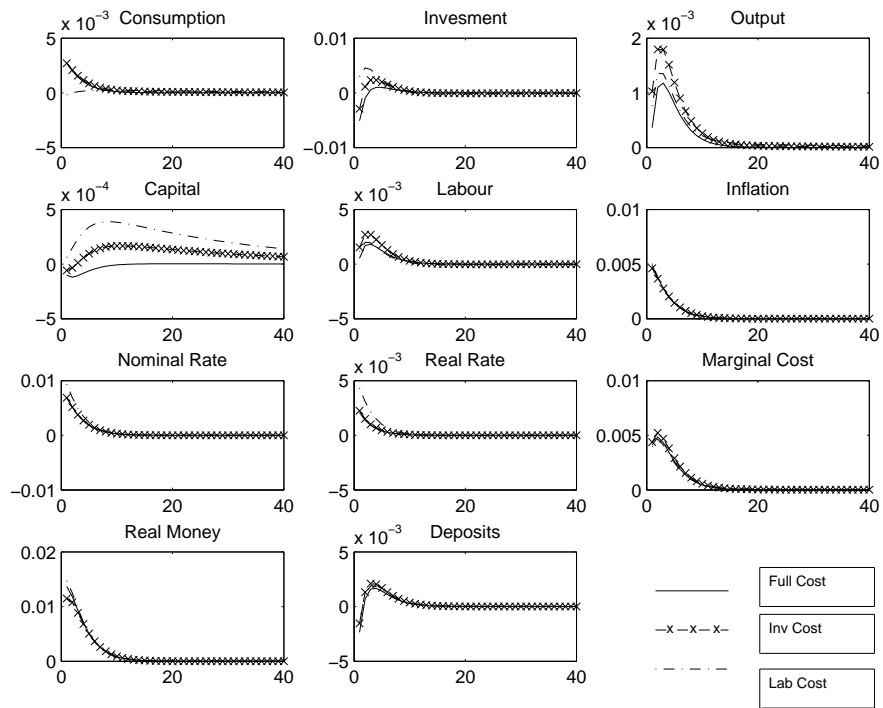 Consumption
x 10^−3
5
0
−5
0 20 40
Invesment
0.01
0
−0.01
0 20 40
Output
x 10^−3
2
1
0
0 20 40
Capital
x 10^−4
5
0
−5
0 20 40
Labour
x 10^−3
5
0
−5
0 20 40
Inflation
0.01
0.005
0
0 20 40
Nominal Rate
0.01
0
−0.01
0 20 40
Real Rate
x 10^−3
5
0
−5
0 20 40
Marginal Cost
0.01
0.005
0
0 20 40
Real Money
0.02
0.01
0
0 20 40
Deposits
x 10^−3
5
0
−5
0 20 40
Full Cost
x x x
Inv Cost
Lab Cost